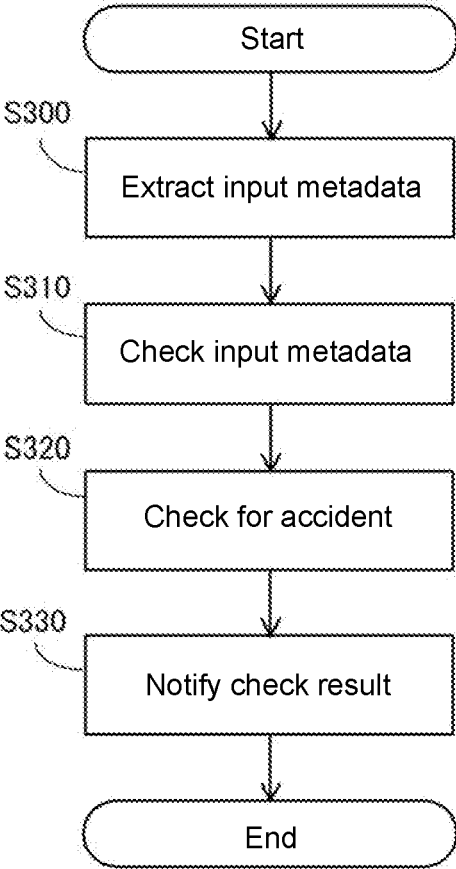 Start
S300
Extract input metadata
S310
Check input metadata
S320
Check for accident
S330
Notify check result
End